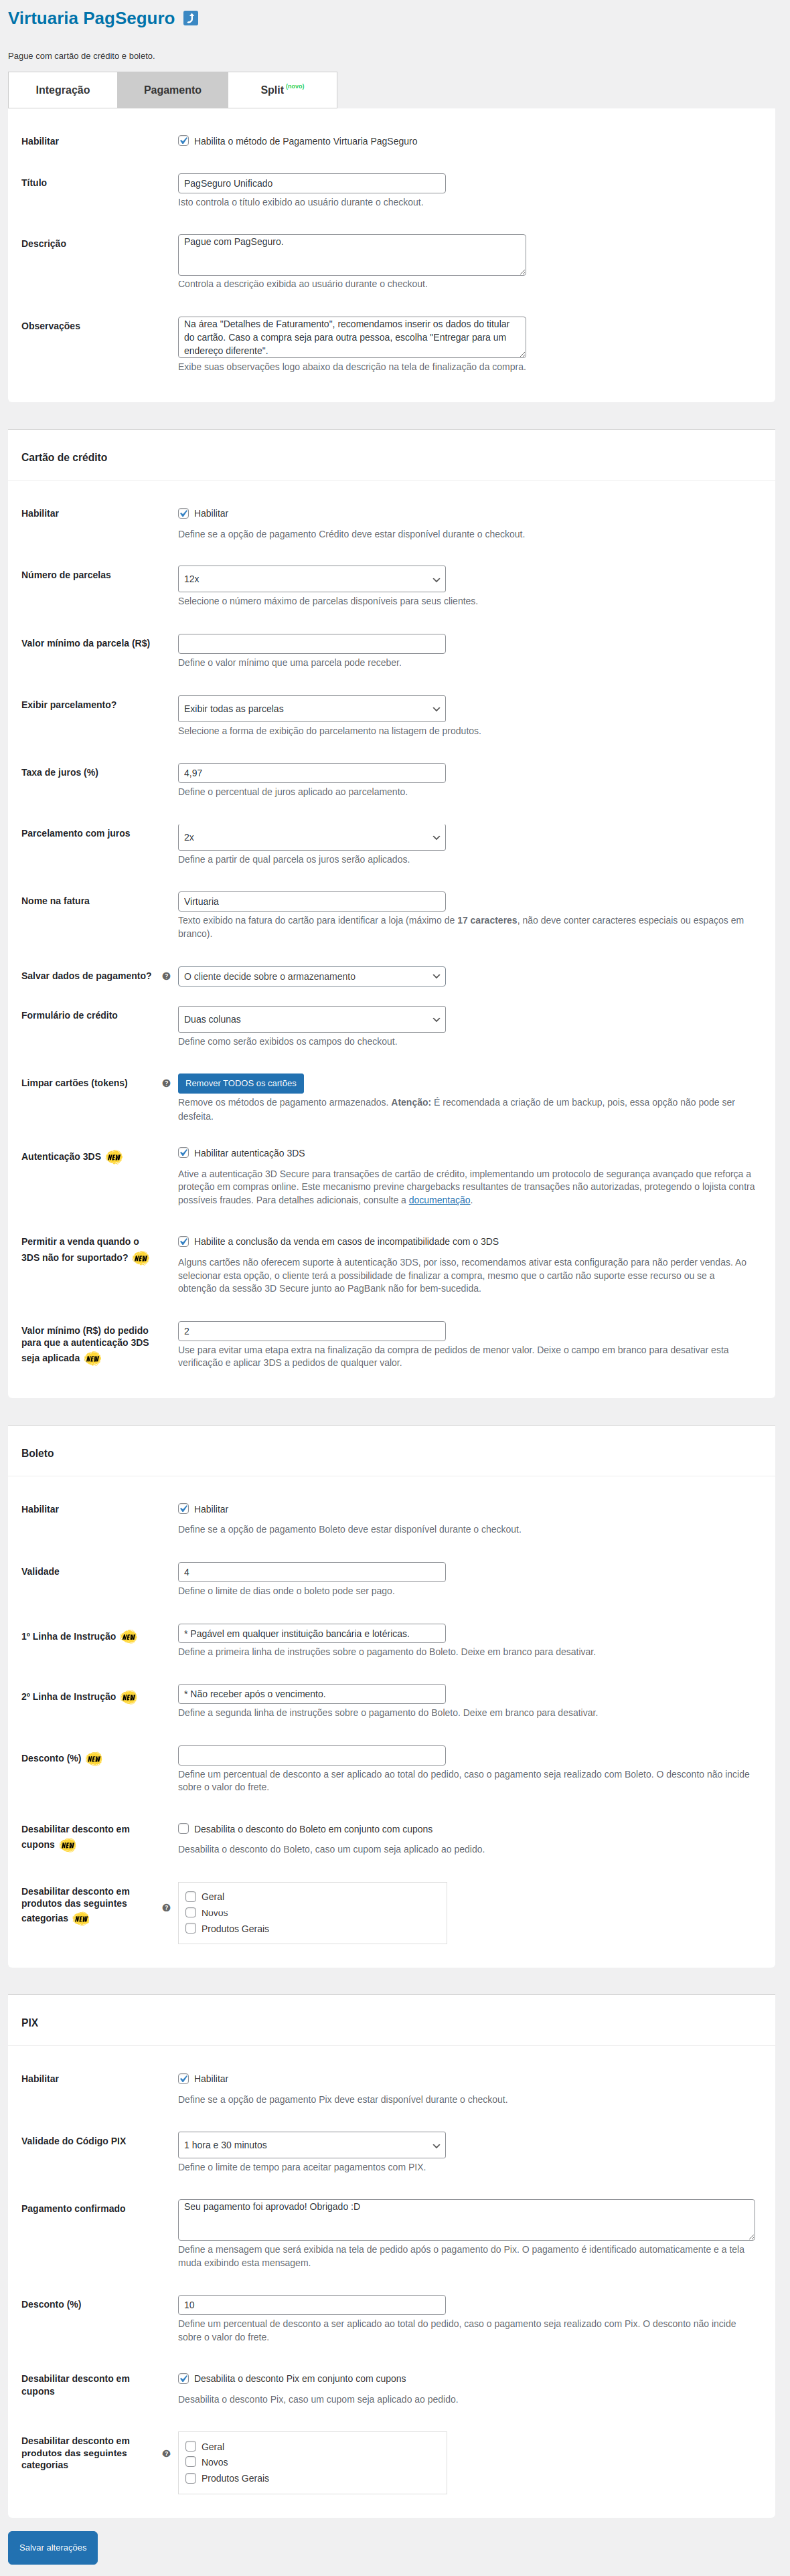 Virtuaria PagSeguro
Pague com cartão de crédito e boleto.
Integração
Pagamento
Split (novo)
Habilitar
Habilita o método de Pagamento Virtuaria PagSeguro
Título
PagSeguro Unificado
Isto controla o título exibido ao usuário durante o checkout.
Descrição
Pague com PagSeguro.
Controla a descrição exibida ao usuário durante o checkout.
Observações
Na área "Detalhes de Faturamento", recomendamos inserir os dados do titular
do cartão. Caso a compra seja para outra pessoa, escolha "Entregar para um
endereço diferente".
Exibe suas observações logo abaixo da descrição na tela de finalização da compra.
Cartão de crédito
Habilitar
Habilitar
Define se a opção de pagamento Crédito deve estar disponível durante o checkout.
Número de parcelas
12x
Selecione o número máximo de parcelas disponíveis para seus clientes.
Valor mínimo da parcela (R$)
Define o valor mínimo que uma parcela pode receber.
Exibir parcelamento?
Exibir todas as parcelas
Selecione a forma de exibição do parcelamento na listagem de produtos.
Taxa de juros (%)
4,97
Define o percentual de juros aplicado ao parcelamento.
Parcelamento com juros
2x
Define a partir de qual parcela os juros serão aplicados.
Nome na fatura
Virtuaria
Texto exibido na fatura do cartão para identificar a loja (máximo de 17 caracteres, não deve conter caracteres especiais ou espaços em
branco).
Salvar dados de pagamento?
O cliente decide sobre o armazenamento
Formulário de crédito
Duas colunas
Define como serão exibidos os campos do checkout.
Limpar cartões (tokens)
Remover TODOS os cartões
Remove os métodos de pagamento armazenados. Atenção: É recomendada a criação de um backup, pois, essa opção não pode ser
desfeita.
Autenticação 3DS NEW
Habilitar autenticação 3DS
Ative a autenticação 3D Secure para transações de cartão de crédito, implementando um protocolo de segurança avançado que reforça a
proteção em compras online. Este mecanismo previne chargebacks resultantes de transações não autorizadas, protegendo o lojista contra
possíveis fraudes. Para detalhes adicionais, consulte a documentação.
Permitir a venda quando o
3DS não for suportado? NEW
Habilite a conclusão da venda em casos de incompatibilidade com o 3DS
Alguns cartões não oferecem suporte à autenticação 3DS, por isso, recomendamos ativar esta configuração para não perder vendas. Ao
selecionar esta opção, o cliente terá a possibilidade de finalizar a compra, mesmo que o cartão não suporte esse recurso ou se a
obtenção da sessão 3D Secure junto ao PagBank não for bem-sucedida.
Valor mínimo (R$) do pedido
para que a autenticação 3DS
seja aplicada NEW
2
Use para evitar uma etapa extra na finalização da compra de pedidos de menor valor. Deixe o campo em branco para desativar esta
verificação e aplicar 3DS a pedidos de qualquer valor.
Boleto
Habilitar
Habilitar
Define se a opção de pagamento Boleto deve estar disponível durante o checkout.
Validade
4
Define o limite de dias onde o boleto pode ser pago.
1º Linha de Instrução NEW
* Pagável em qualquer instituição bancária e lotéricas.
Define a primeira linha de instruções sobre o pagamento do Boleto. Deixe em branco para desativar.
2º Linha de Instrução NEW
* Não receber após o vencimento.
Define a segunda linha de instruções sobre o pagamento do Boleto. Deixe em branco para desativar.
Desconto (%) NEW
Define um percentual de desconto a ser aplicado ao total do pedido, caso o pagamento seja realizado com Boleto. O desconto não incide
sobre o valor do frete.
Desabilitar desconto em
cupons NEW
Desabilita o desconto do Boleto em conjunto com cupons
Desabilita o desconto do Boleto, caso um cupom seja aplicado ao pedido.
Desabilitar desconto em
produtos das seguintes
categorias NEW
Geral
Novos
Produtos Gerais
PIX
Habilitar
Habilitar
Define se a opção de pagamento Pix deve estar disponível durante o checkout.
Validade do Código PIX
1 hora e 30 minutos
Define o limite de tempo para aceitar pagamentos com PIX.
Pagamento confirmado
Seu pagamento foi aprovado! Obrigado :D
Define a mensagem que será exibida na tela de pedido após o pagamento do Pix. O pagamento é identificado automaticamente e a tela
muda exibindo esta mensagem.
Desconto (%)
10
Define um percentual de desconto a ser aplicado ao total do pedido, caso o pagamento seja realizado com Pix. O desconto não incide
sobre o valor do frete.
Desabilitar desconto em
cupons
Desabilita o desconto Pix em conjunto com cupons
Desabilita o desconto Pix, caso um cupom seja aplicado ao pedido.
Desabilitar desconto em
produtos das seguintes
categorias
Geral
Novos
Produtos Gerais
Salvar alterações